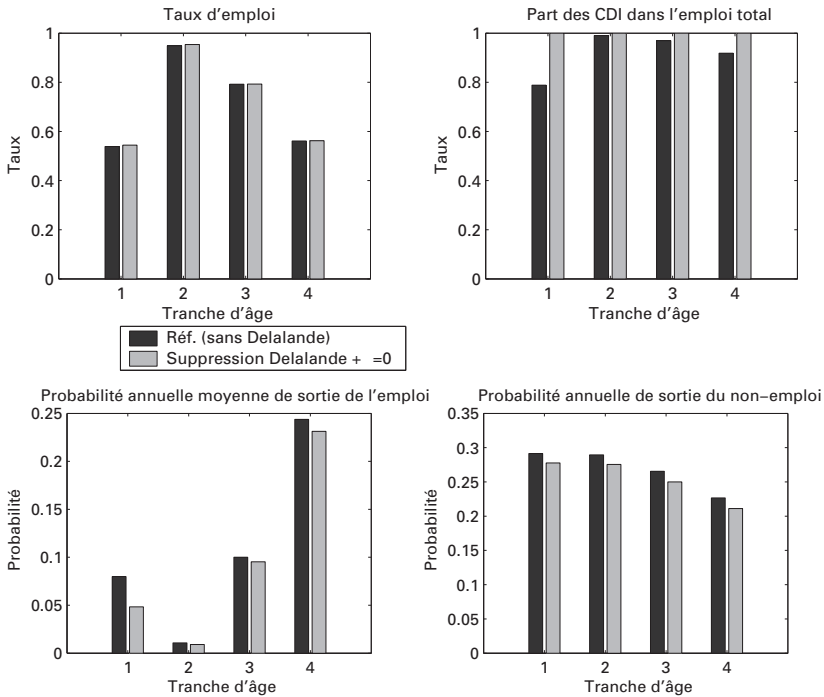 Taux d'emploi
1
0.8
0.6
0.4
0.2
0
Taux
1 2 3 4
Tranche d'âge
Part des CDI dans l'emploi total
1
0.8
0.6
0.4
0.2
0
Taux
1 2 3 4
Tranche d'âge
Réf. (sans Delalande)
Suppression Delalande + =0
Probabilité annuelle moyenne de sortie de l'emploi
0.25
0.2
0.15
0.1
0.05
0
Probabilité
1 2 3 4
Tranche d'âge
Probabilité annuelle de sortie du non–emploi
0.35
0.3
0.25
0.2
0.15
0.1
0.05
0
Probabilité
1 2 3 4
Tranche d'âge